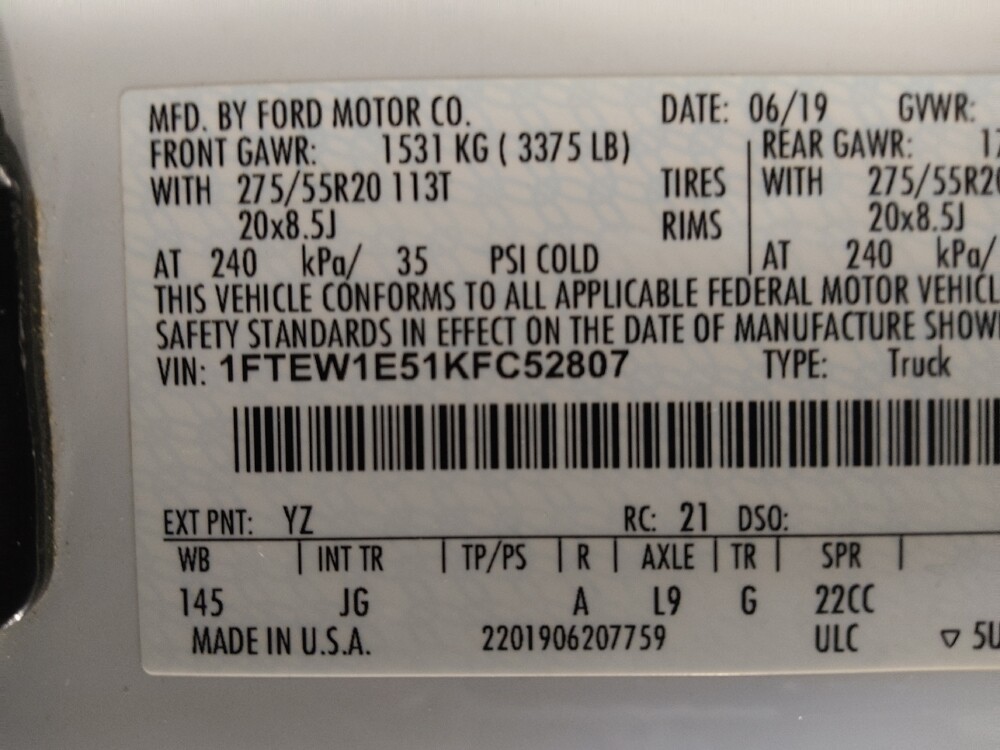 MFD. BY FORD MOTOR CO. DATE: 06/19 GVWR:
FRONT GAWR: 1531 KG ( 3375 LB) REAR GAWR:
WITH 275/55R20 113T TIRES WITH 275/55R20
20x8.5J RIMS 20x8.5J
AT 240 kPa/ 35 PSI COLD AT 240 kPa/
THIS VEHICLE CONFORMS TO ALL APPLICABLE FEDERAL MOTOR
SAFETY STANDARDS IN EFFECT ON THE DATE OF MANUFACTURE
VIN: 1FTEW1E51KFC52807 TYPE: Truck
EXT PNT: YZ RC: 21 DSO:
WB | INT TR | TP/PS | R | AXLE | TR | SPR |
145 JG A L9 G 22CC
MADE IN U.S.A. 2201906207759 ULC ▽